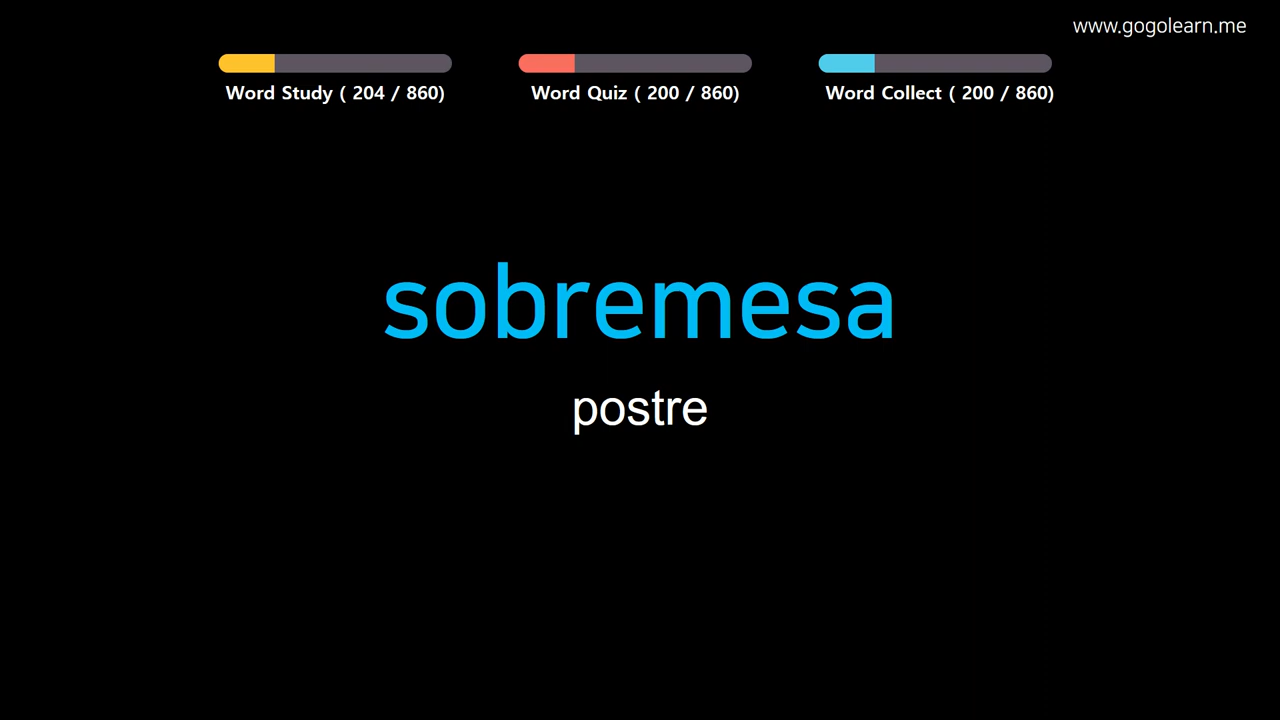 www.gogolearn.me
Word Study ( 204 / 860)
Word Quiz ( 200 / 860)
Word Collect ( 200 / 860)
sobremesa
postre